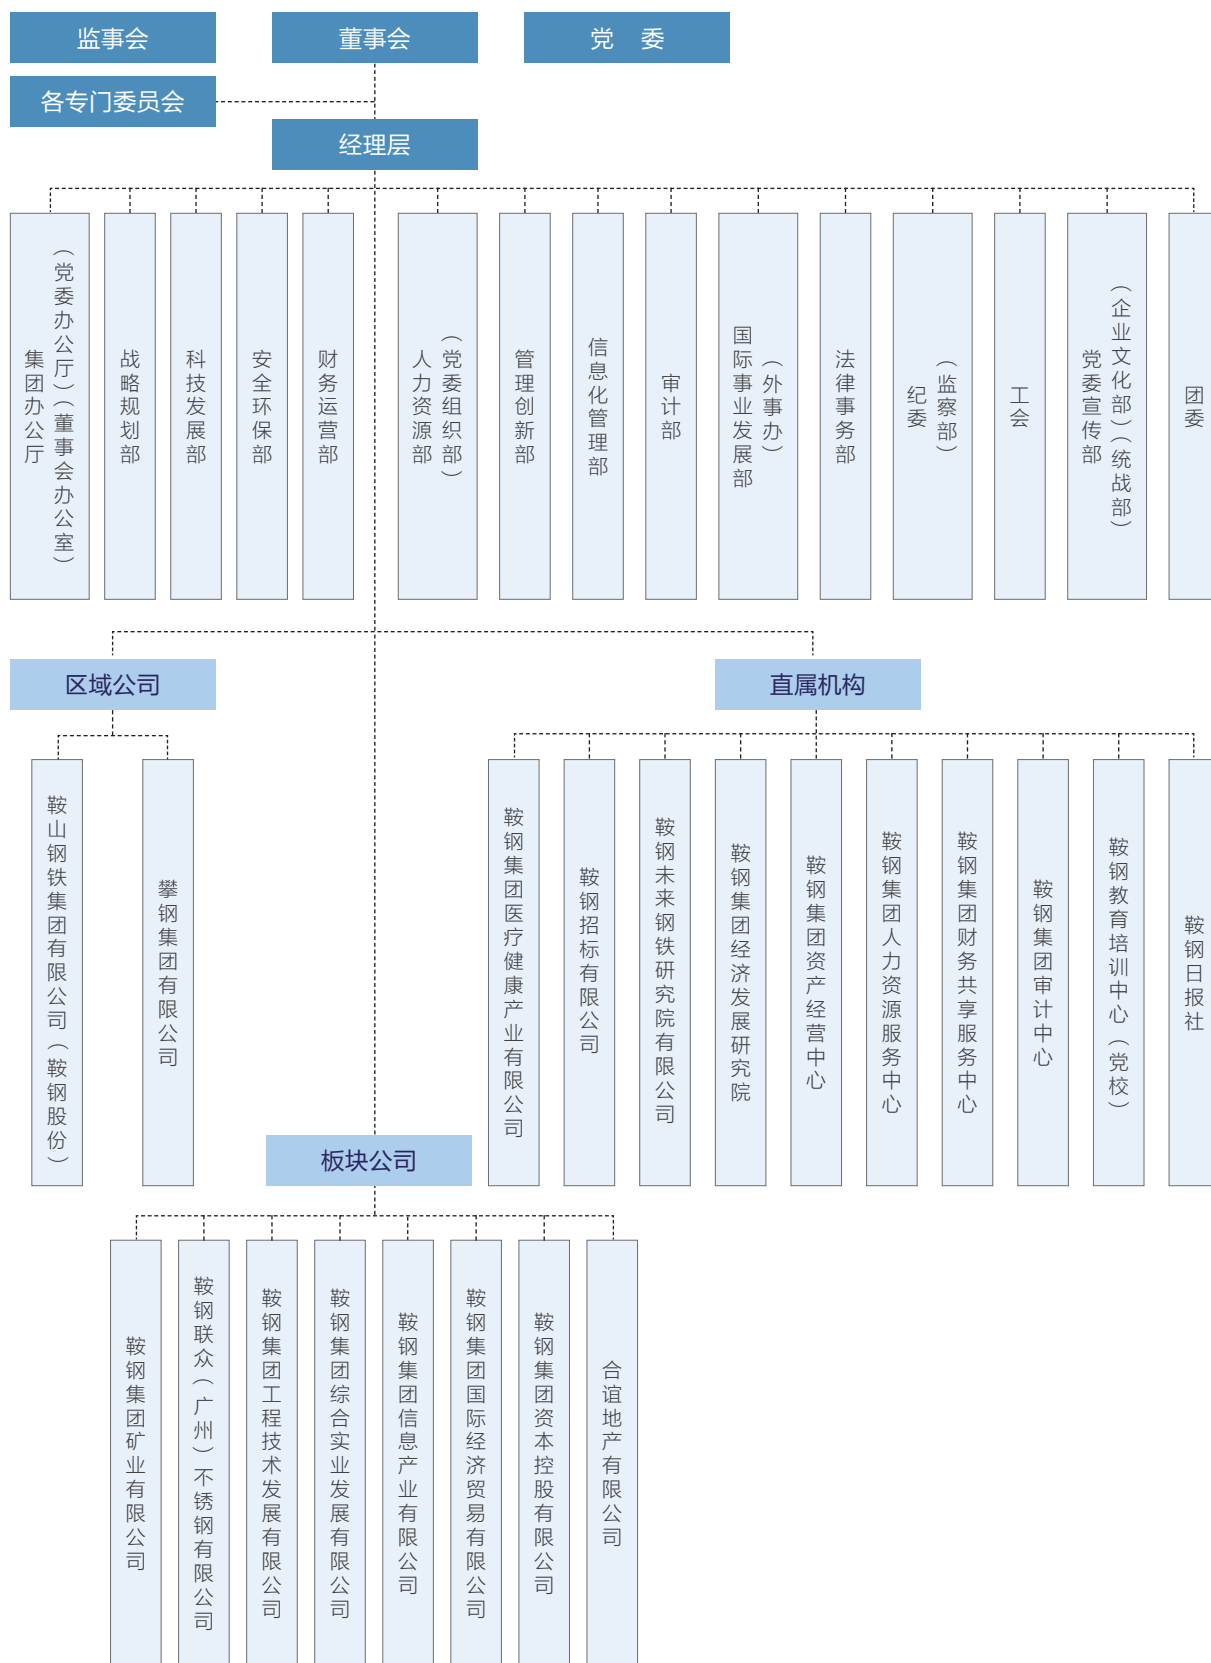 监事会
董事会
党 委
各专门委员会
经理层
集团办公厅
（党委办公厅）（董事会办公室）
战略规划部
科技发展部
安全环保部
财务运营部
人力资源部
（党委组织部）
管理创新部
信息化管理部
审计部
国际事业发展部
（外事办）
法律事务部
纪委
（监察部）
工会
党委宣传部
（企业文化部）（统战部）
团委
区域公司
直属机构
鞍山钢铁集团有限公司（鞍钢股份）
攀钢集团有限公司
鞍钢集团医疗健康产业有限公司
鞍钢招标有限公司
鞍钢未来钢铁研究院有限公司
鞍钢集团经济发展研究院
鞍钢集团资产经营中心
鞍钢集团人力资源服务中心
鞍钢集团财务共享服务中心
鞍钢集团审计中心
鞍钢教育培训中心（党校）
鞍钢日报社
板块公司
鞍钢集团矿业有限公司
鞍钢联众（广州）不锈钢有限公司
鞍钢集团工程技术发展有限公司
鞍钢集团综合实业发展有限公司
鞍钢集团信息产业有限公司
鞍钢集团国际经济贸易有限公司
鞍钢集团资本控股有限公司
合谊地产有限公司